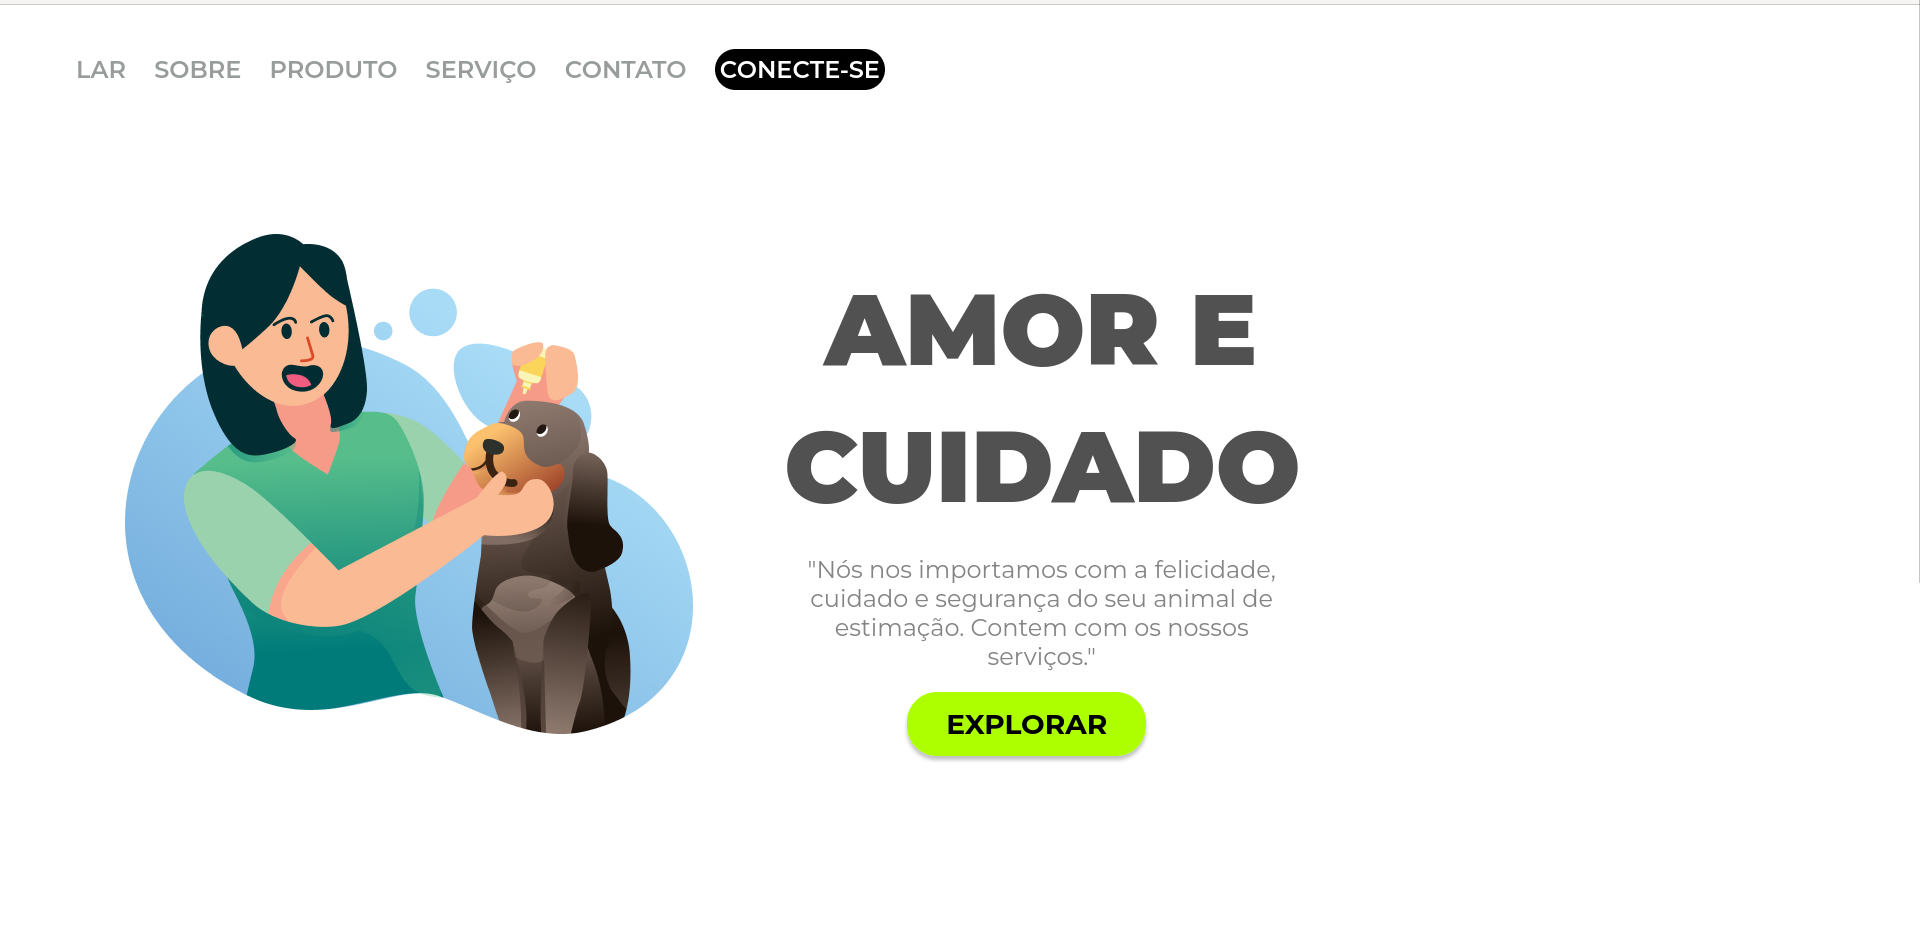 LAR SOBRE PRODUTO SERVIÇO CONTATO CONECTE-SE
AMOR E
CUIDADO
"Nós nos importamos com a felicidade,
cuidado e segurança do seu animal de
estimação. Contem com os nossos
serviços."
EXPLORAR